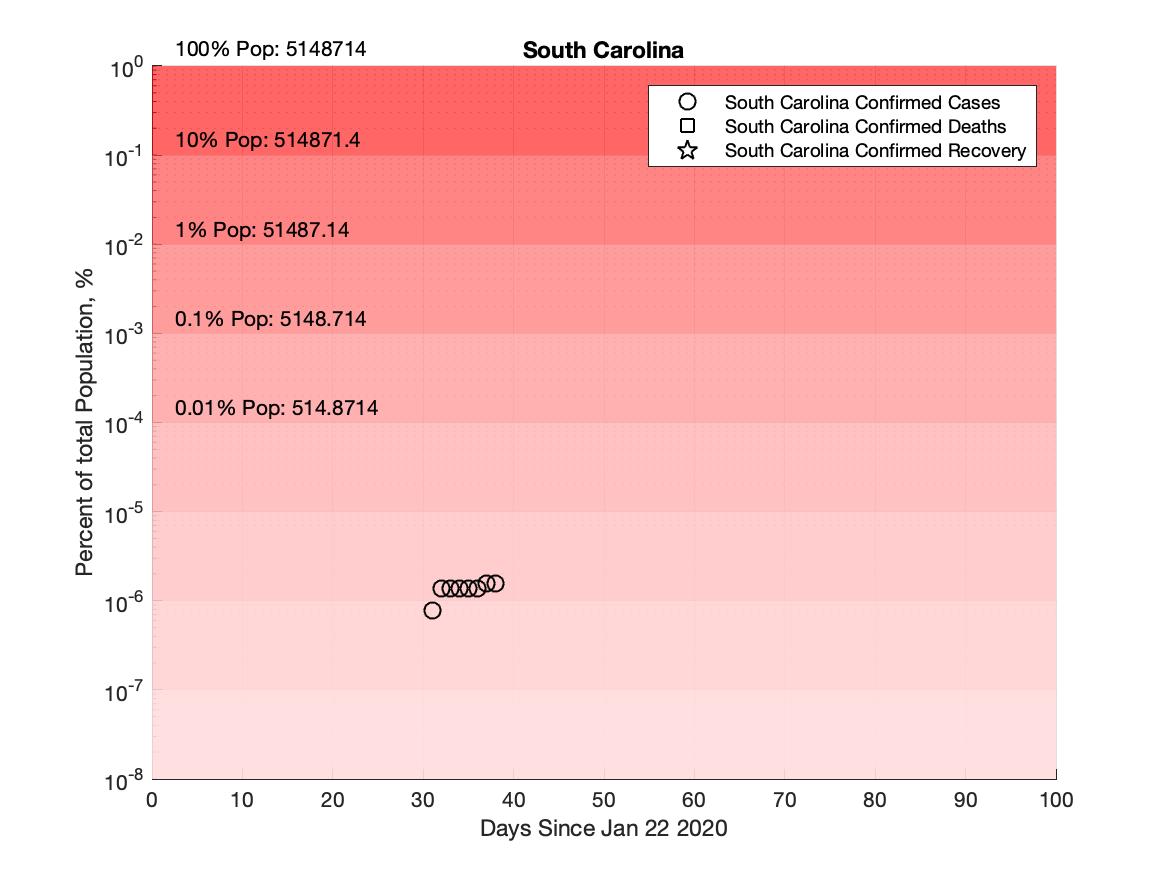 100% Pop: 5148714
South Carolina
10^0
South Carolina Confirmed Cases
South Carolina Confirmed Deaths
South Carolina Confirmed Recovery
10% Pop: 514871.4
10^-1
1% Pop: 51487.14
10^-2
0.1% Pop: 5148.714
10^-3
0.01% Pop: 514.8714
10^-4
10^-5
10^-6
10^-7
10^-8
Percent of total Population, %
0 10 20 30 40 50 60 70 80 90 100
Days Since Jan 22 2020